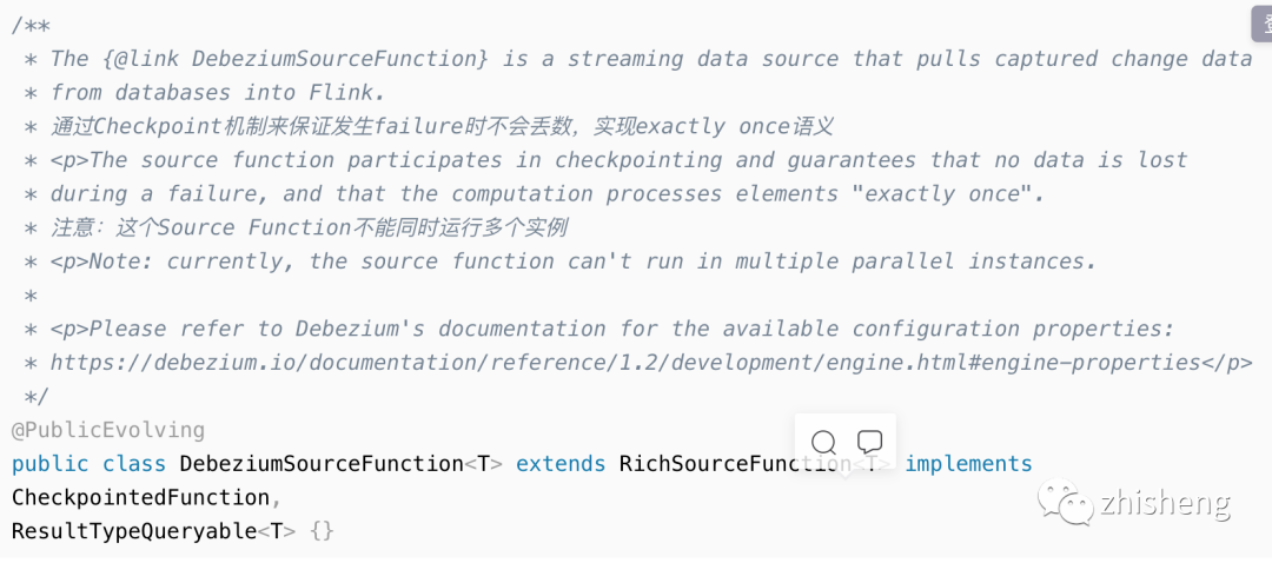 /**
 * The {@link DebeziumSourceFunction} is a streaming data source that pulls captured change data
 * from databases into Flink.
 * 通过Checkpoint机制来保证发生failure时不会丢数，实现exactly once语义
 * <p>The source function participates in checkpointing and guarantees that no data is lost
 * during a failure, and that the computation processes elements "exactly once".
 * 注意：这个Source Function不能同时运行多个实例
 * <p>Note: currently, the source function can't run in multiple parallel instances.
 *
 * <p>Please refer to Debezium's documentation for the available configuration properties:
 * https://debezium.io/documentation/reference/1.2/development/engine.html#engine-properties</p>
 */
@PublicEvolving
public class DebeziumSourceFunction<T> extends RichSourceFunction<T> implements
CheckpointedFunction,
ResultTypeQueryable<T> {}
zhisheng